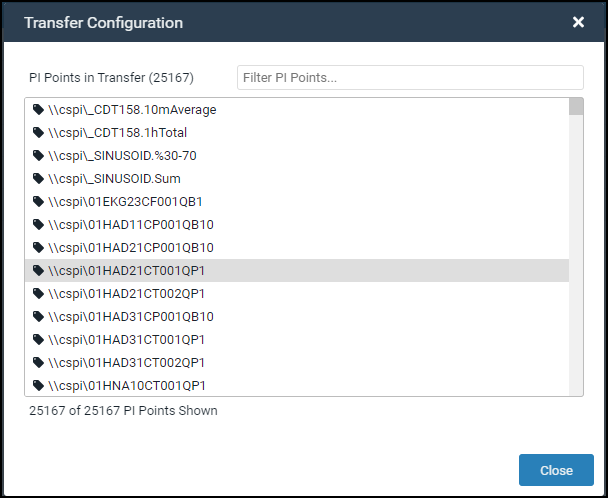 Transfer Configuration
PI Points in Transfer (25167)
Filter PI Points...
\\cspi\_CDT158.10mAverage
\\cspi\_CDT158.1hTotal
\\cspi\_SINUSOID.%30-70
\\cspi\_SINUSOID.Sum
\\cspi\01EKG23CF001QB1
\\cspi\01HAD11CP001QB10
\\cspi\01HAD21CP001QB10
\\cspi\01HAD21CT001QP1
\\cspi\01HAD21CT002QP1
\\cspi\01HAD31CP001QB10
\\cspi\01HAD31CT001QP1
\\cspi\01HAD31CT002QP1
\\cspi\01HNA10CT001QP1
25167 of 25167 PI Points Shown
Close